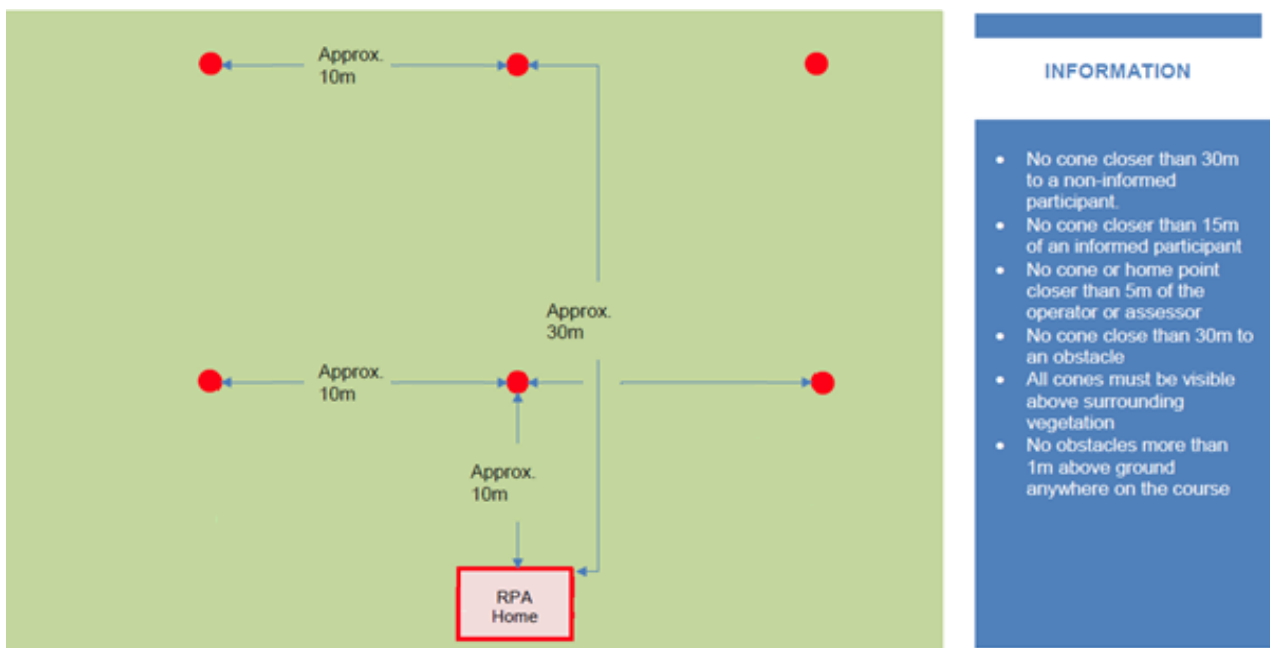 Approx.
10m
Approx.
30m
Approx.
10m
Approx.
10m
RPA
Home
INFORMATION
• No cone closer than 30m
to a non-informed
participant.
• No cone closer than 15m
of an informed participant
• No cone or home point
closer than 5m of the
operator or assessor
• No cone close than 30m to
an obstacle
• All cones must be visible
above surrounding
vegetation
• No obstacles more than
1m above ground
anywhere on the course